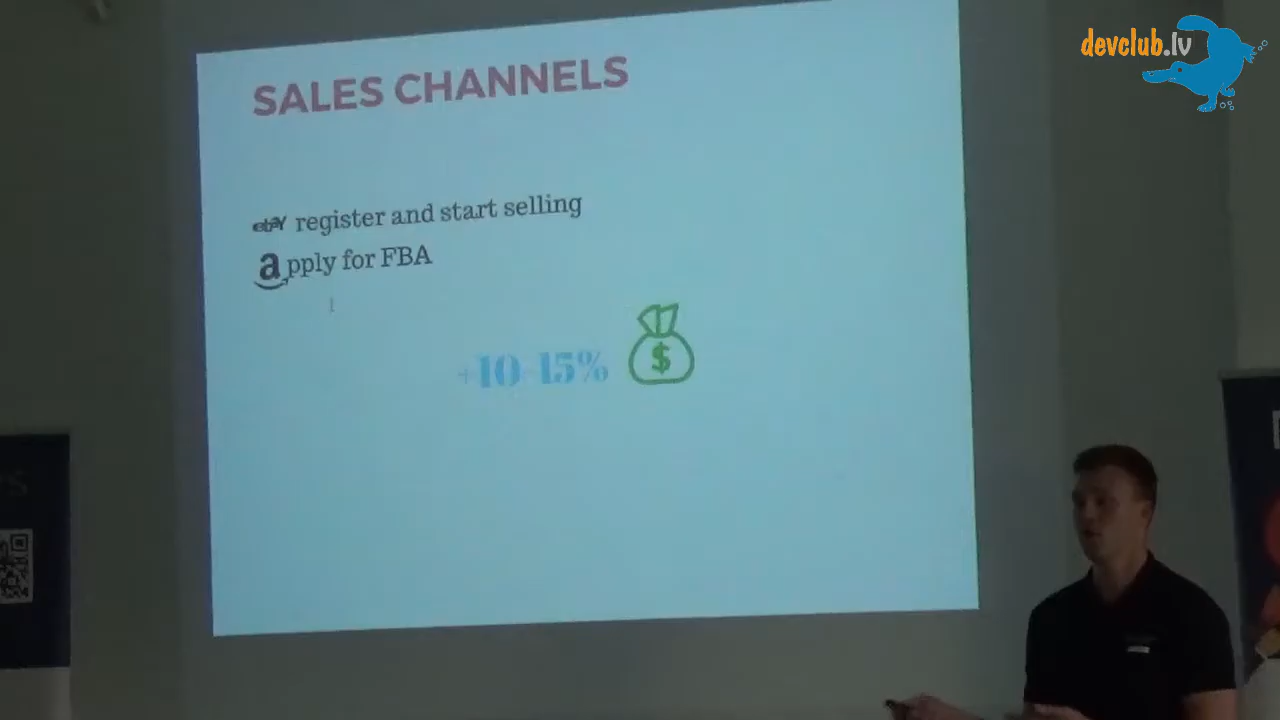 devclub.lv
SALES CHANNELS
ebaY register and start selling
apply for FBA
+10-15%
$